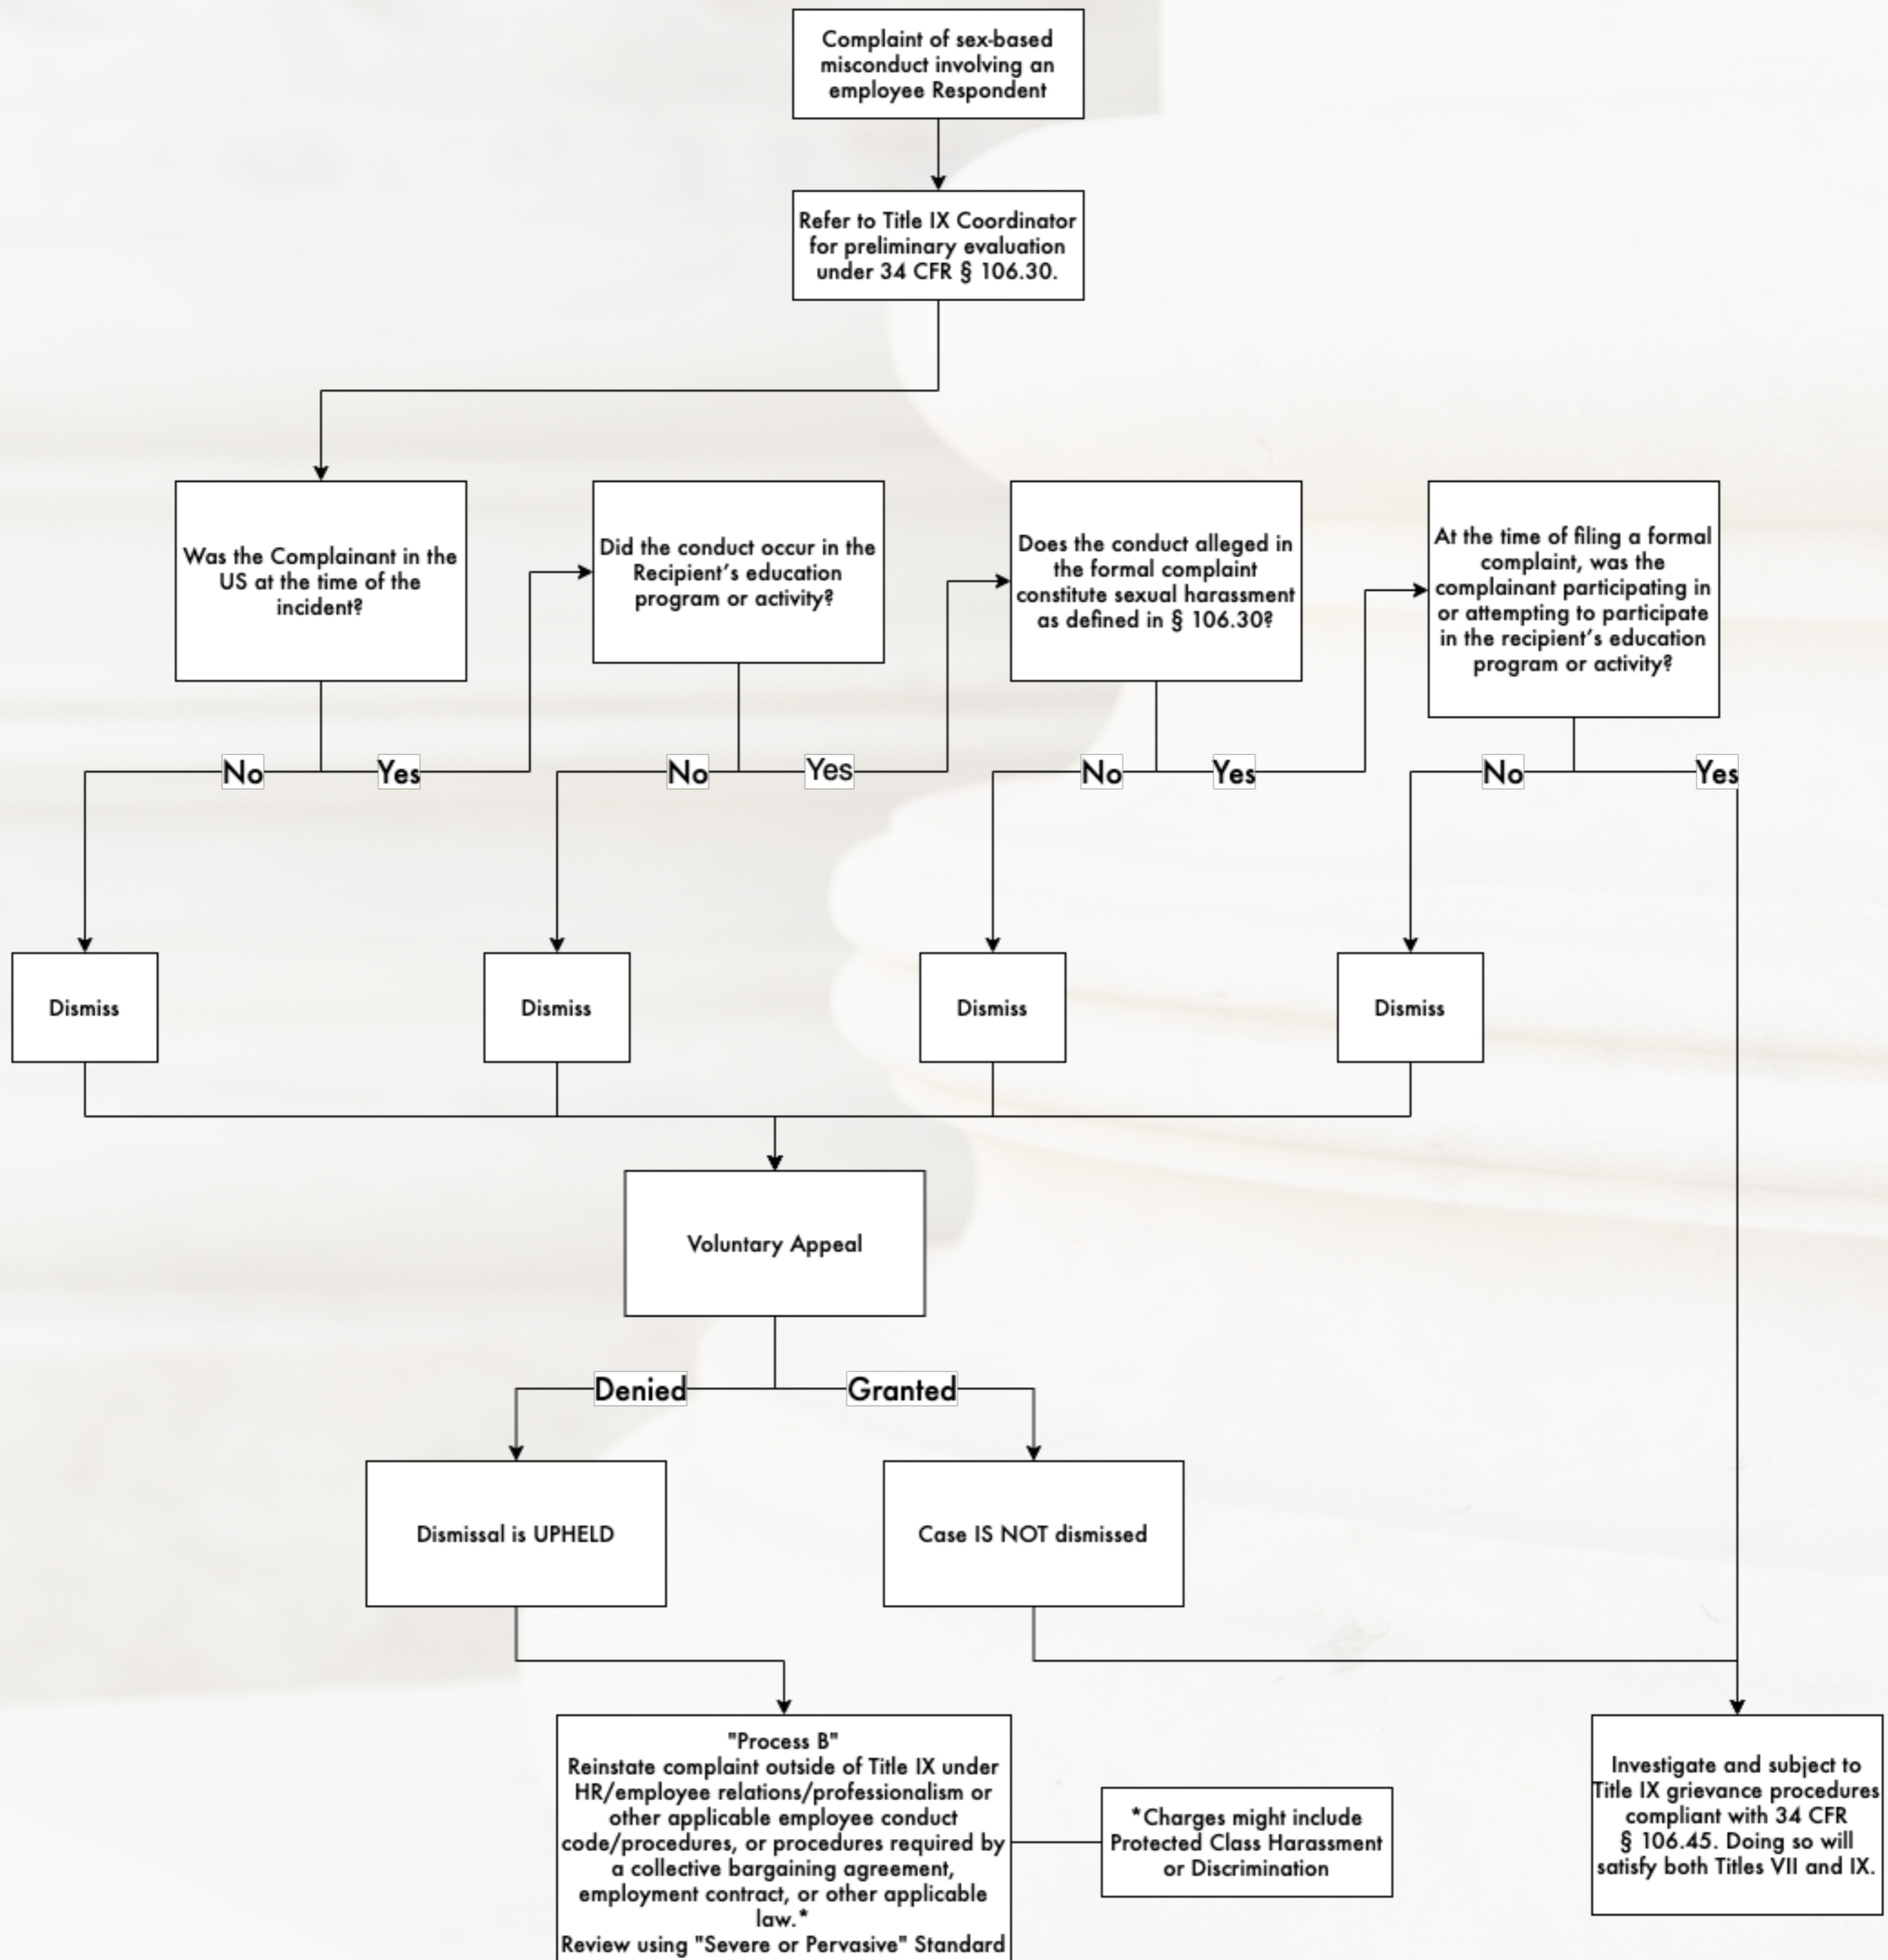 Complaint of sex-based
misconduct involving an
employee Respondent
Refer to Title IX Coordinator
for preliminary evaluation
under 34 CFR § 106.30.
Was the Complainant in the
US at the time of the
incident?
Did the conduct occur in the
Recipient's education
program or activity?
Does the conduct alleged in
the formal complaint
constitute sexual harassment
as defined in § 106.30?
At the time of filing a formal
complaint, was the
complainant participating in
or attempting to participate
in the recipient's education
program or activity?
No
Yes
No
Yes
No
Yes
No
Yes
Dismiss
Dismiss
Dismiss
Dismiss
Voluntary Appeal
Denied
Granted
Dismissal is UPHELD
Case IS NOT dismissed
"Process B"
Reinstate complaint outside of Title IX under
HR/employee relations/professionalism or
other applicable employee conduct
code/procedures, or procedures required by
a collective bargaining agreement,
employment contract, or other applicable
law.*
Review using "Severe or Pervasive" Standard
*Charges might include
Protected Class Harassment
or Discrimination
Investigate and subject to
Title IX grievance procedures
compliant with 34 CFR
§ 106.45. Doing so will
satisfy both Titles VII and IX.